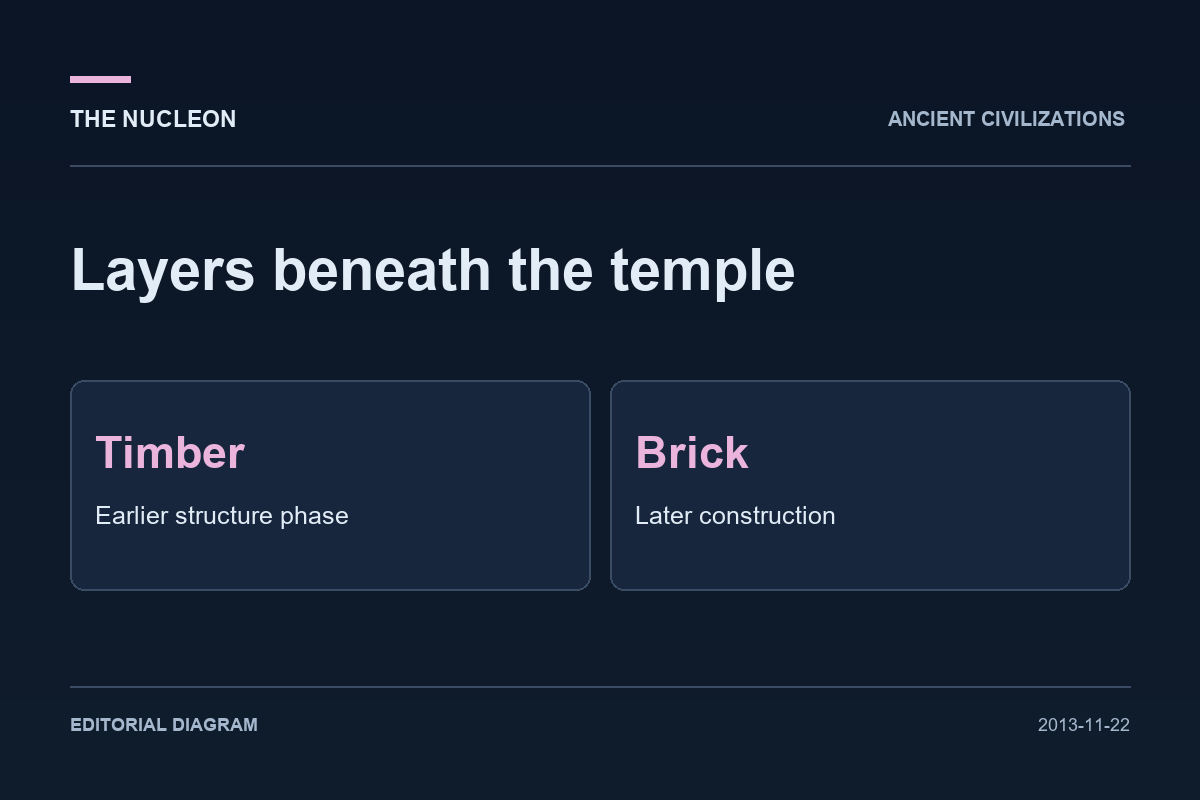 THE NUCLEON
ANCIENT CIVILIZATIONS
Layers beneath the temple
Timber
Earlier structure phase
Brick
Later construction
EDITORIAL DIAGRAM
2013-11-22